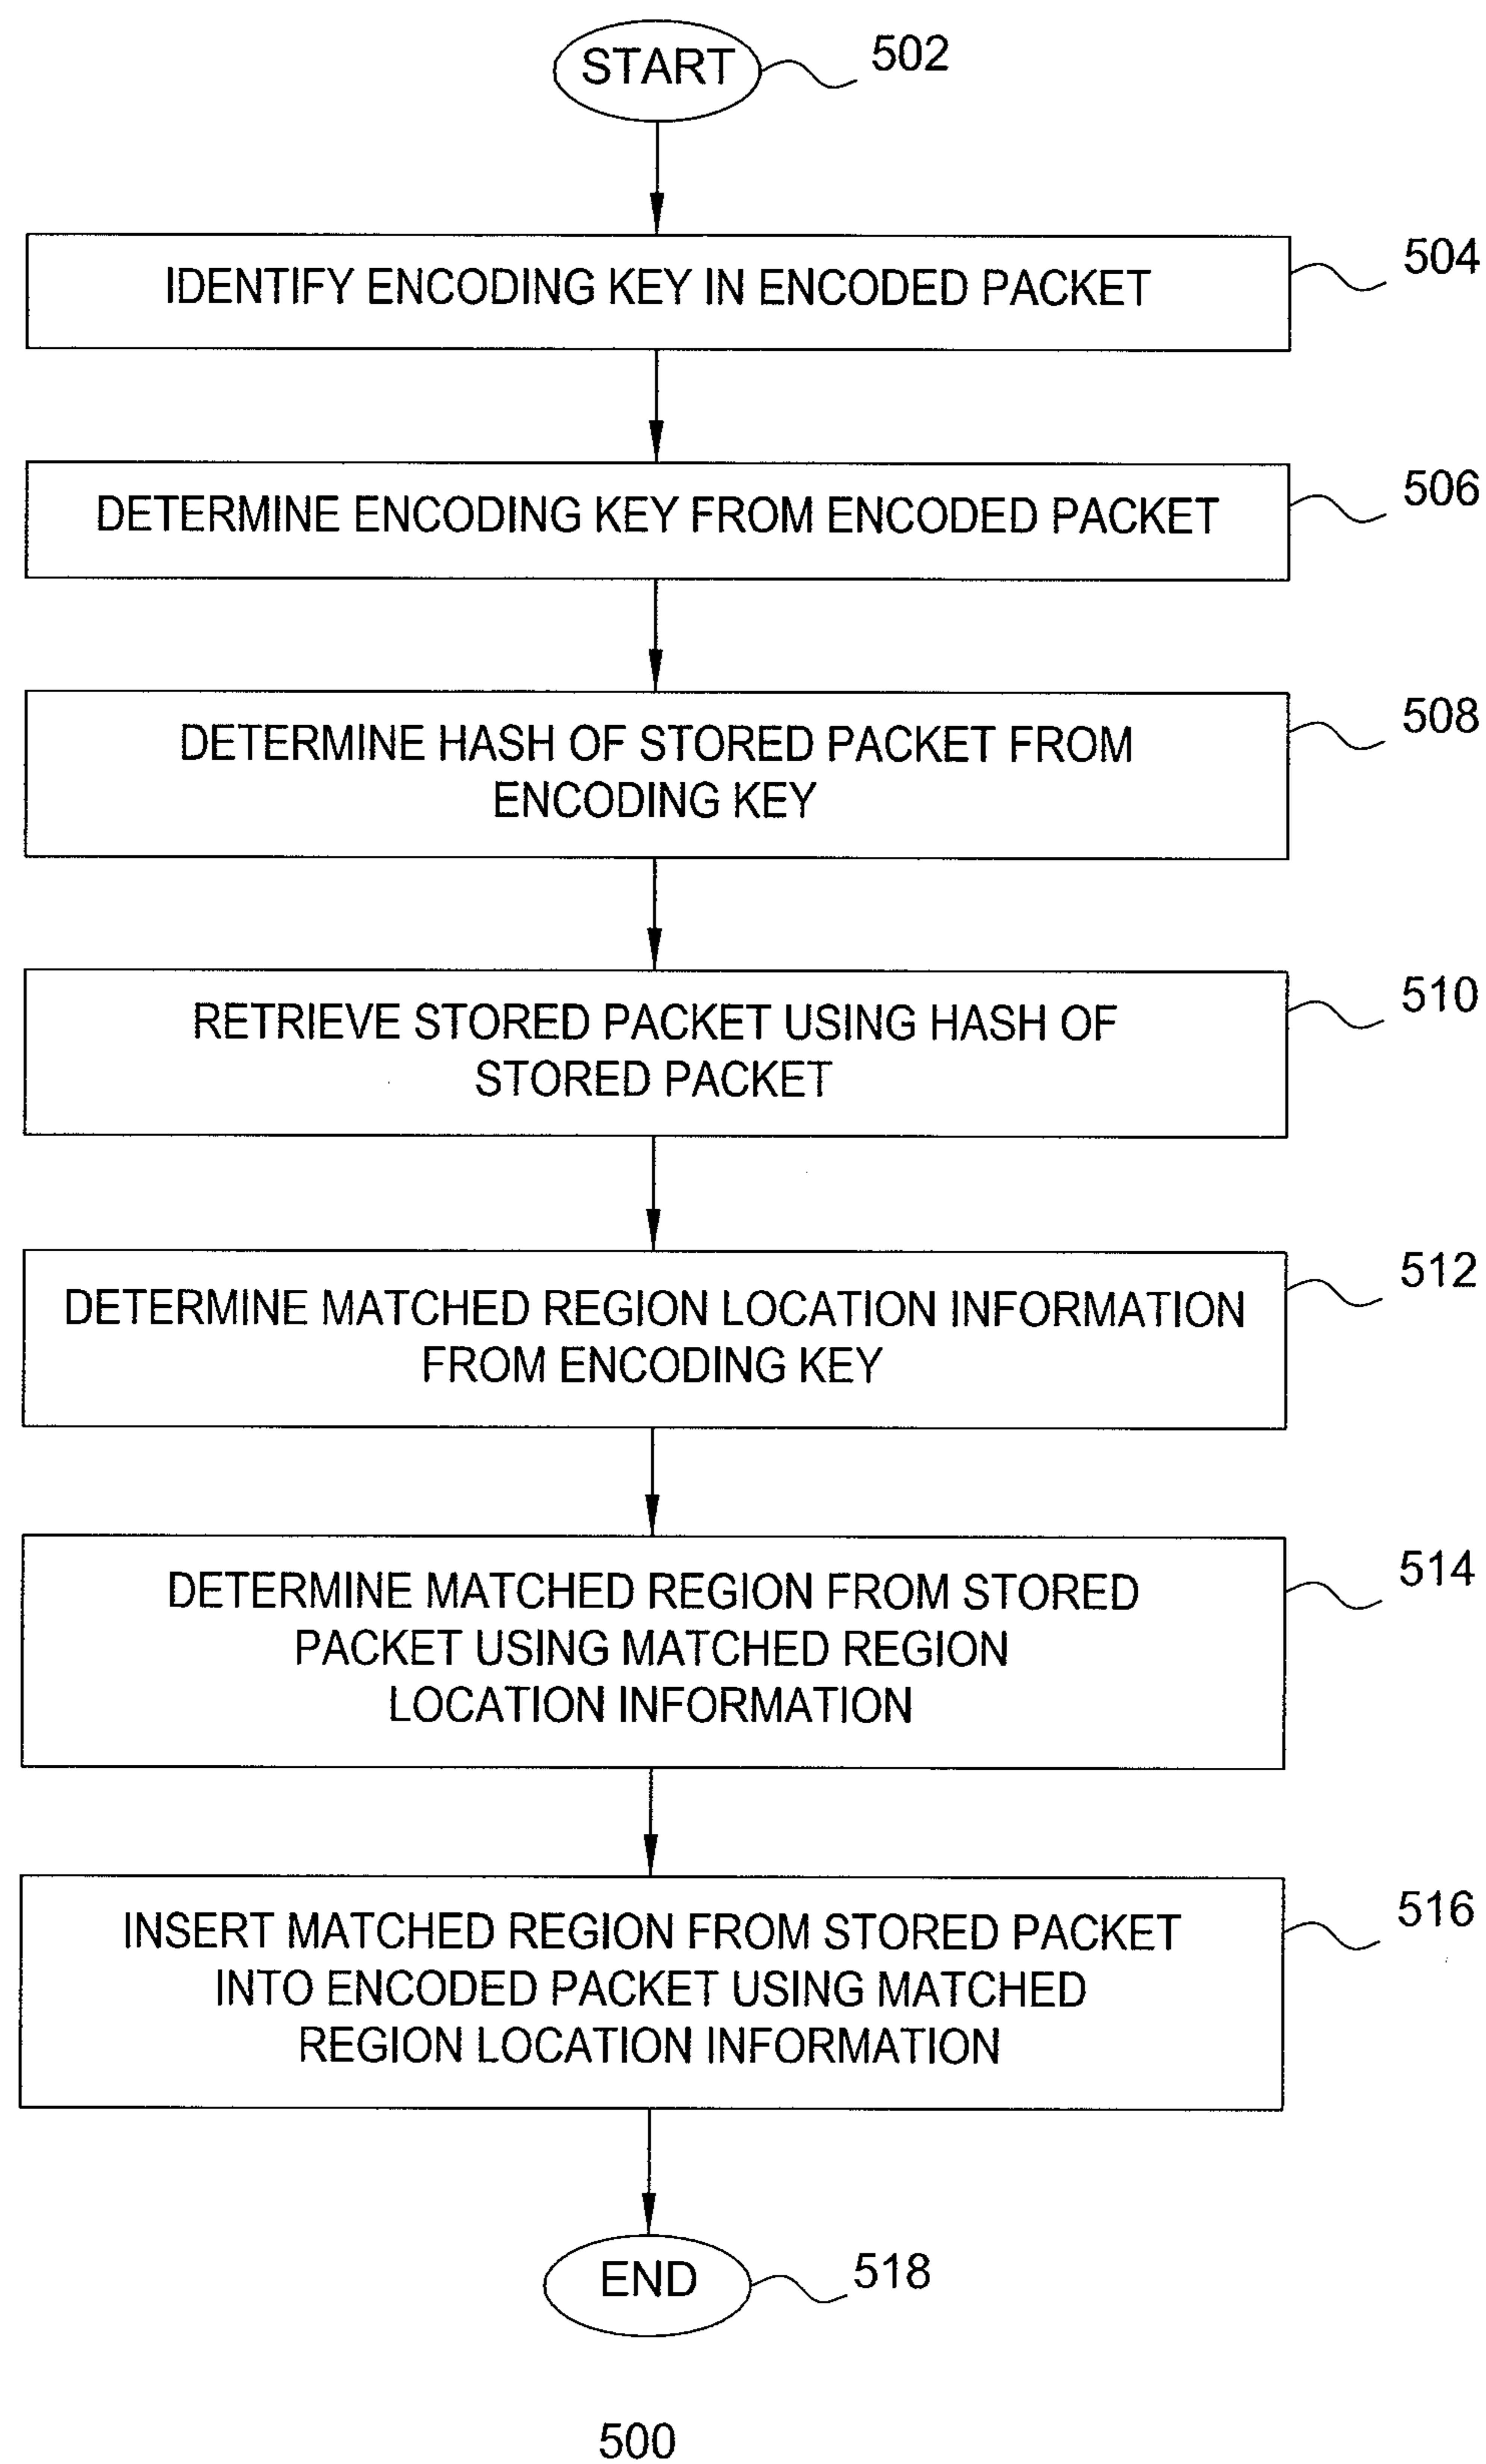 START
502
IDENTIFY ENCODING KEY IN ENCODED PACKET
504
DETERMINE ENCODING KEY FROM ENCODED PACKET
506
DETERMINE HASH OF STORED PACKET FROM
ENCODING KEY
508
RETRIEVE STORED PACKET USING HASH OF
STORED PACKET
510
DETERMINE MATCHED REGION LOCATION INFORMATION
FROM ENCODING KEY
512
DETERMINE MATCHED REGION FROM STORED
PACKET USING MATCHED REGION
LOCATION INFORMATION
514
INSERT MATCHED REGION FROM STORED PACKET
INTO ENCODED PACKET USING MATCHED
REGION LOCATION INFORMATION
516
END
518
500